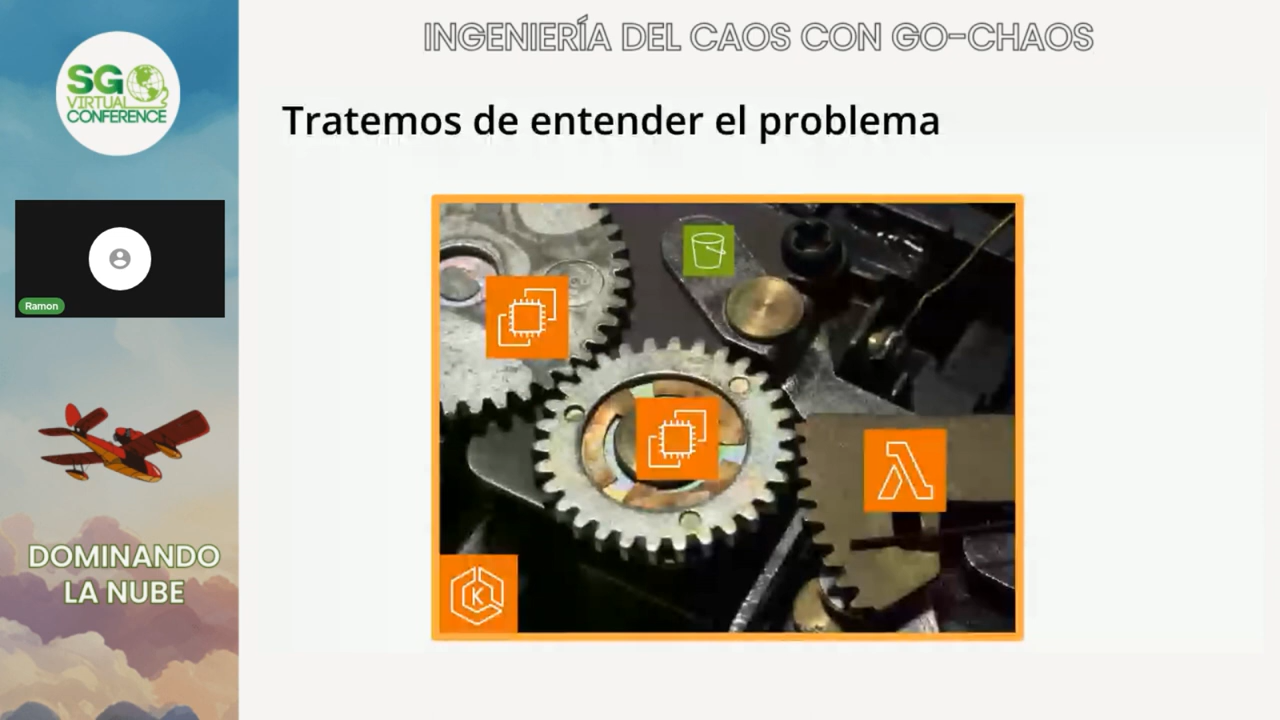 INGENIERÍA DEL CAOS CON GO-CHAOS
SG
VIRTUAL
CONFERENCE
Tratemos de entender el problema
Ramon
K
DOMINANDO
LA NUBE